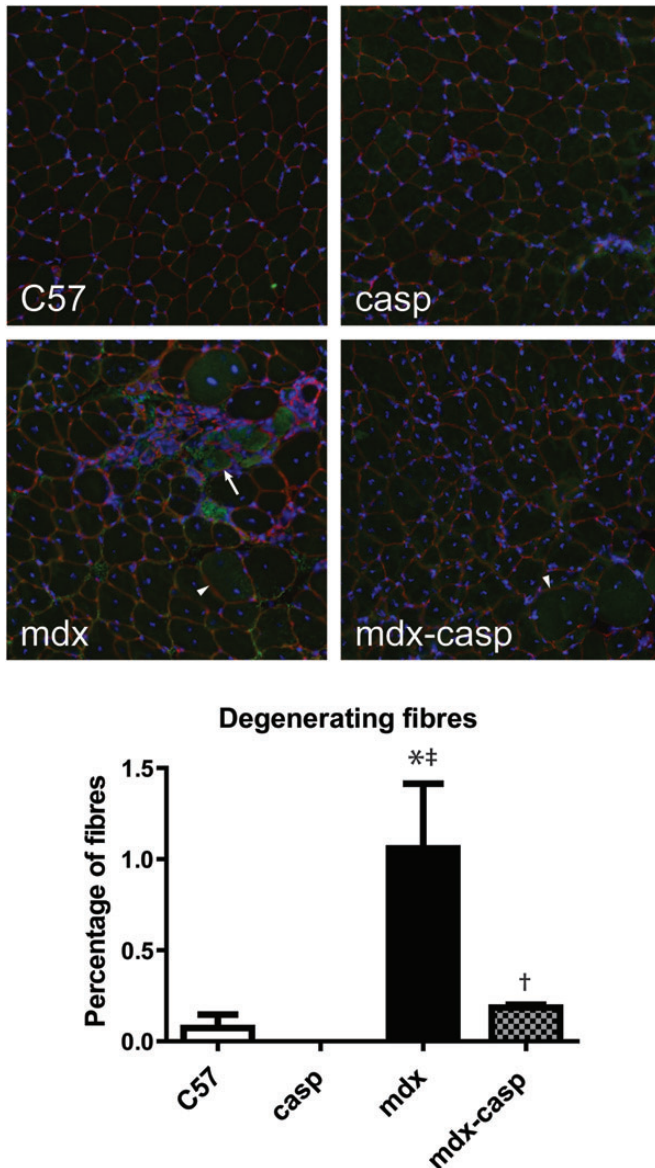 C57
casp
mdx
mdx-casp
Degenerating fibres
Percentage of fibres
1.5
1.0
0.5
0.0
*‡
†
C57
casp
mdx
mdx-casp